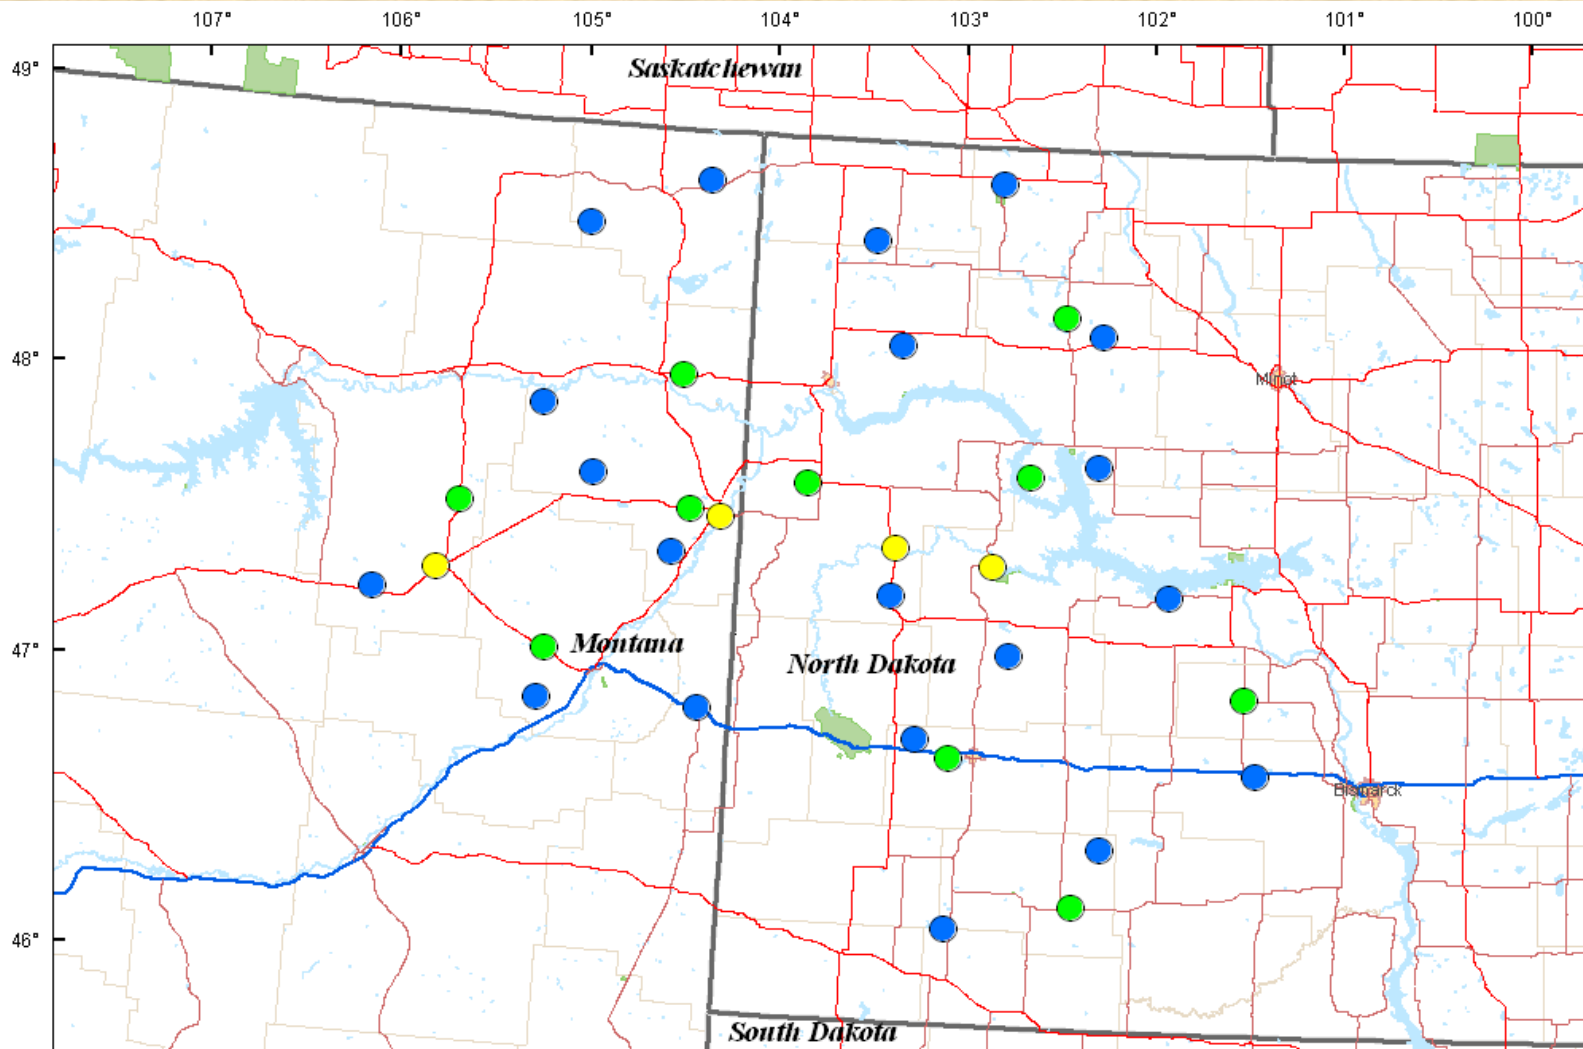 107° 106° 105° 104° 103° 102° 101° 100°
49°
Saskatchewan
48°
Minot
47°
Montana
North Dakota
Bismarck
46°
South Dakota